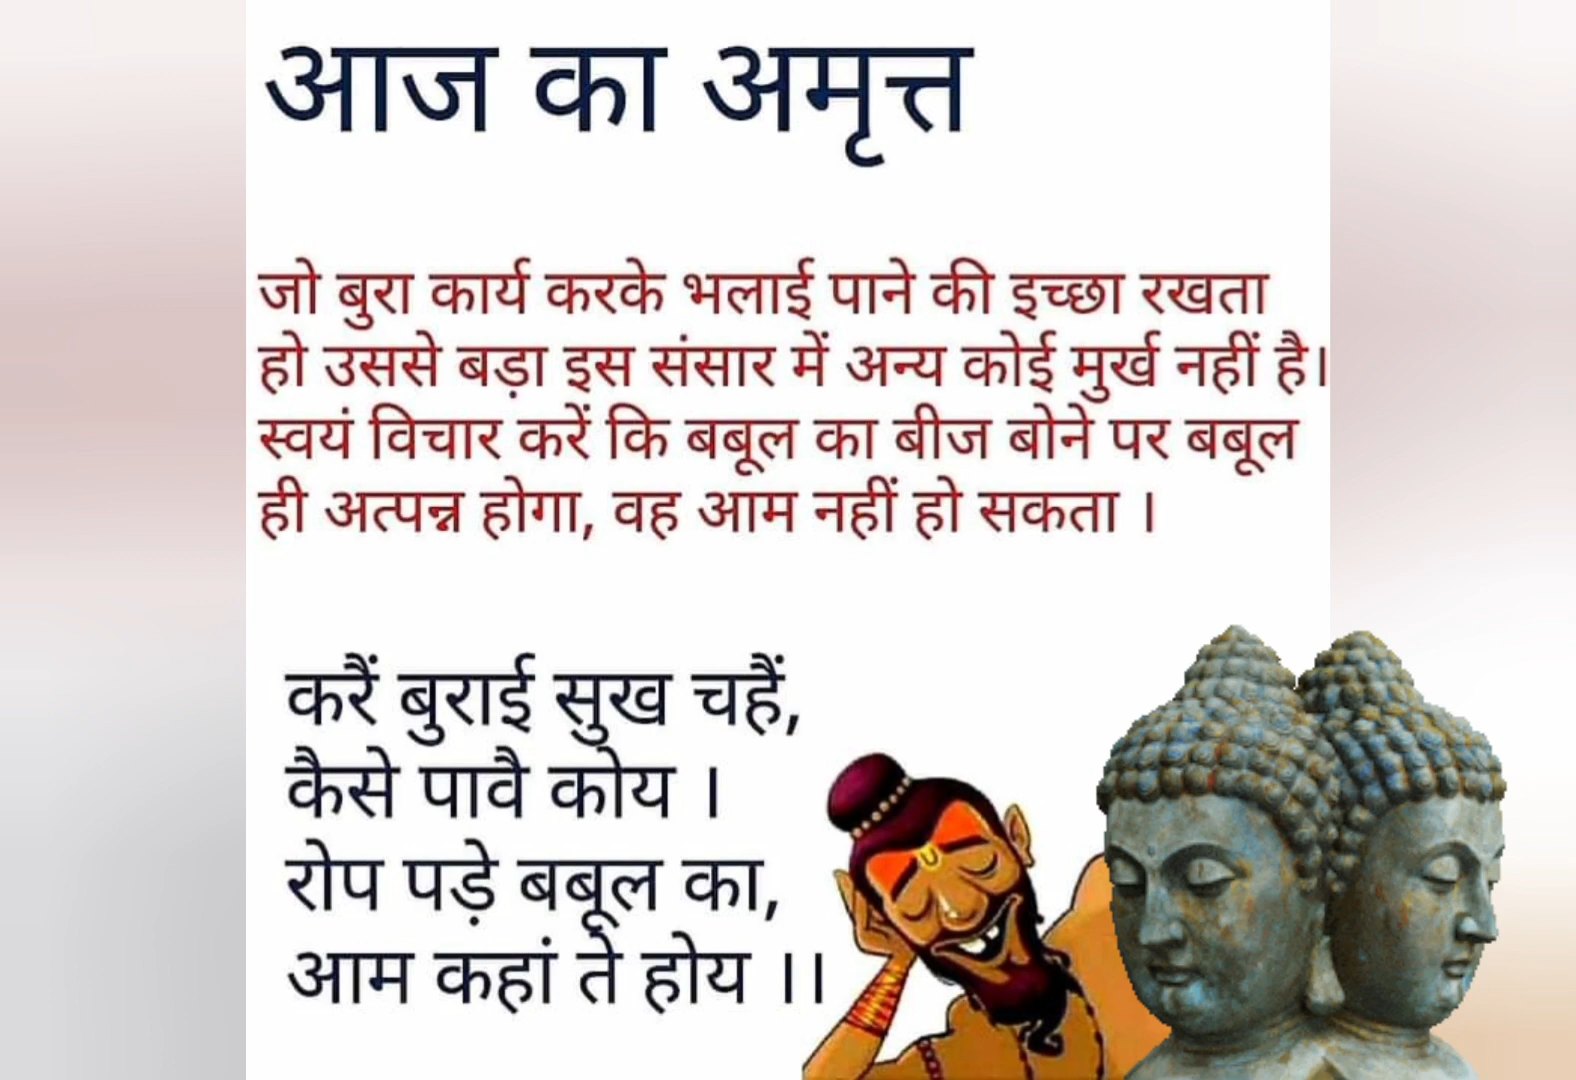 आज का अमृत्त
जो बुरा कार्य करके भलाई पाने की इच्छा रखता
हो उससे बड़ा इस संसार में अन्य कोई मुर्ख नहीं है।
स्वयं विचार करें कि बबूल का बीज बोने पर बबूल
ही अत्पन्न होगा, वह आम नहीं हो सकता ।
करैं बुराई सुख चहैं,
कैसे पावै कोय ।
रोप पड़े बबूल का,
आम कहां ते होय ।।